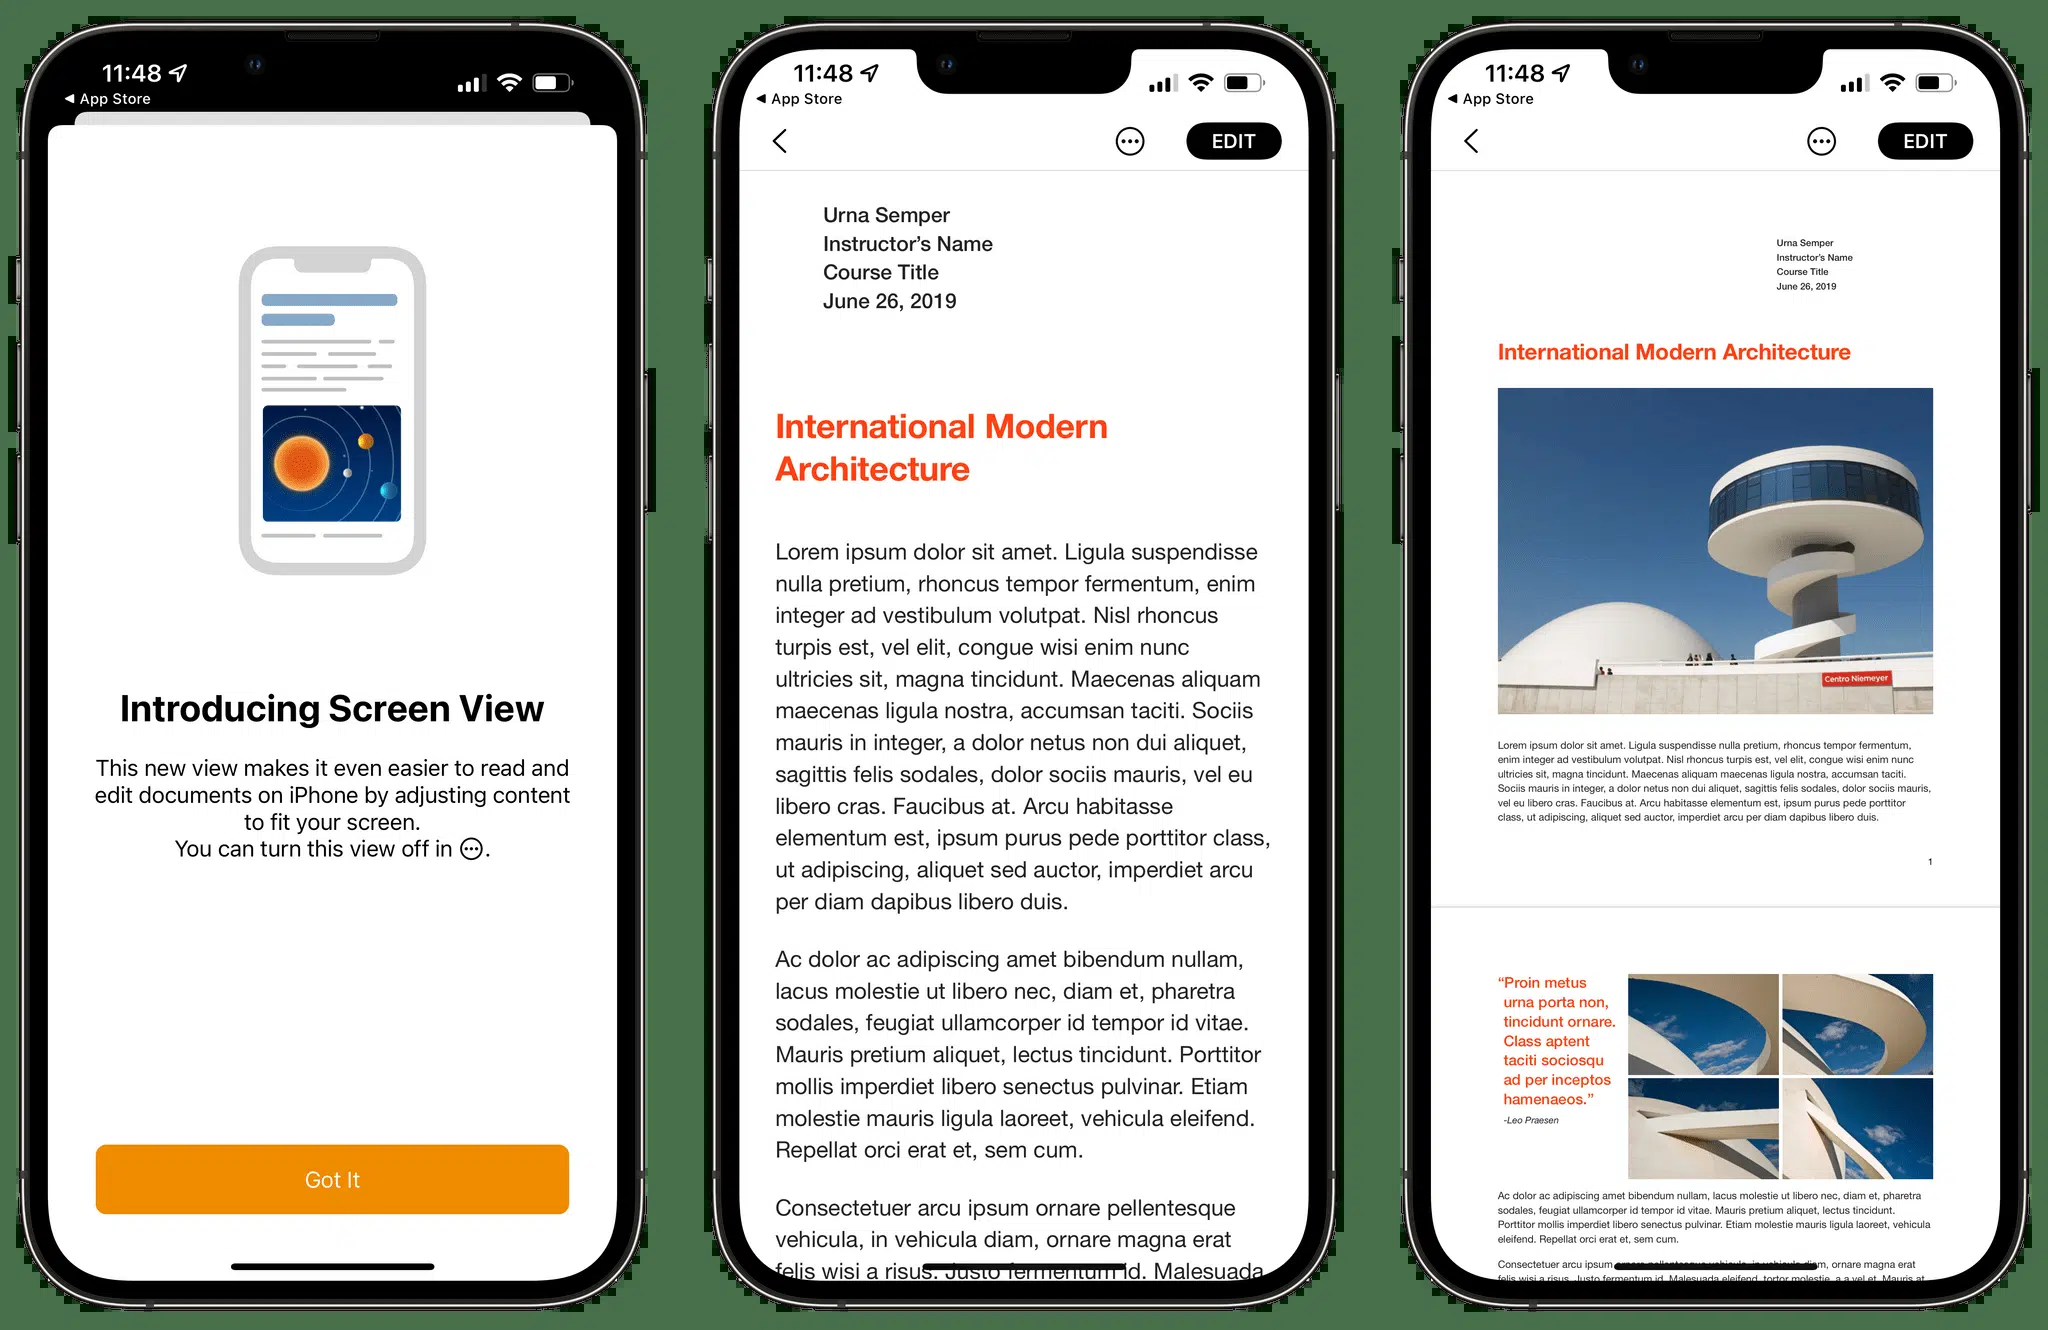 11:48
App Store
Introducing Screen View
This new view makes it even easier to read and
edit documents on iPhone by adjusting content
to fit your screen.
You can turn this view off in .
Got It
11:48
App Store
EDIT
Urna Semper
Instructor’s Name
Course Title
June 26, 2019
International Modern
Architecture
Lorem ipsum dolor sit amet. Ligula suspendisse
nulla pretium, rhoncus tempor fermentum, enim
integer ad vestibulum volutpat. Nisl rhoncus
turpis est, vel elit, congue wisi enim nunc
ultricies sit, magna tincidunt. Maecenas aliquam
maecenas ligula nostra, accumsan taciti. Sociis
mauris in integer, a dolor netus non dui aliquet,
sagittis felis sodales, dolor sociis mauris, vel eu
libero cras. Faucibus at. Arcu habitasse
elementum est, ipsum purus pede porttitor class,
ut adipiscing, aliquet sed auctor, imperdiet arcu
per diam dapibus libero duis.
Ac dolor ac adipiscing amet bibendum nullam,
lacus molestie ut libero nec, diam et, pharetra
sodales, feugiat ullamcorper id tempor id vitae.
Mauris pretium aliquet, lectus tincidunt. Porttitor
mollis imperdiet libero senectus pulvinar. Etiam
molestie mauris ligula laoreet, vehicula eleifend.
Repellat orci erat et, sem cum.
Consectetuer arcu ipsum ornare pellentesque
vehicula, in vehicula diam, ornare magna erat
felis wisi a risus. Justo fermentum id. Malesuada
11:48
App Store
EDIT
Urna Semper
Instructor’s Name
Course Title
June 26, 2019
International Modern Architecture
Centro Niemeyer
Lorem ipsum dolor sit amet. Ligula suspendisse nulla pretium, rhoncus tempor fermentum,
enim integer ad vestibulum volutpat. Nisl rhoncus turpis est, vel elit, congue wisi enim nunc
ultricies sit, magna tincidunt. Maecenas aliquam maecenas ligula nostra, accumsan taciti.
Sociis mauris in integer, a dolor netus non dui aliquet, sagittis felis sodales, dolor sociis mauris,
vel eu libero cras. Faucibus at. Arcu habitasse elementum est, ipsum purus pede porttitor
class, ut adipiscing, aliquet sed auctor, imperdiet arcu per diam dapibus libero duis.
1
“Proin metus
urna porta non,
tincidunt ornare.
Class aptent
taciti sociosqu
ad per inceptos
hamenaeos.”
-Leo Praesen
Ac dolor ac adipiscing amet bibendum nullam, lacus molestie ut libero nec, diam et, pharetra
sodales, feugiat ullamcorper id tempor id vitae. Mauris pretium aliquet, lectus tincidunt.
Porttitor mollis imperdiet libero senectus pulvinar. Etiam molestie mauris ligula laoreet, vehicula
eleifend. Repellat orci erat et, sem cum.
Consectetuer arcu ipsum ornare pellentesque vehicula, in vehicula diam, ornare magna erat
felis wisi a risus. Justo fermentum id. Malesuada eleifend, tortor molestie, a a vel et. Mauris at